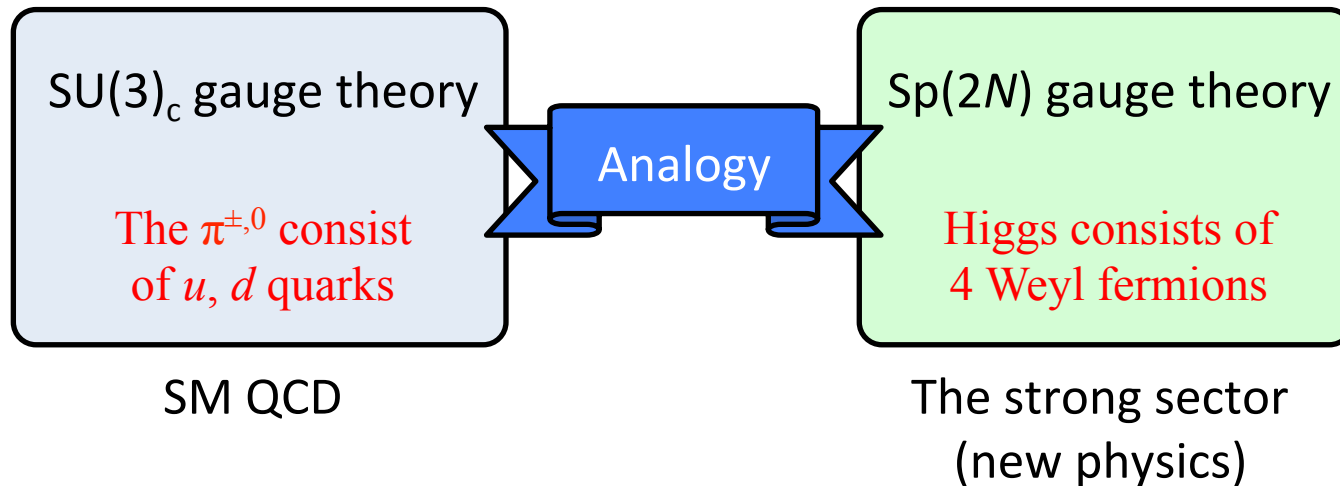 SU(3)c gauge theory
The π±,0 consist
of u, d quarks
SM QCD
Analogy
Sp(2N) gauge theory
Higgs consists of
4 Weyl fermions
The strong sector
(new physics)